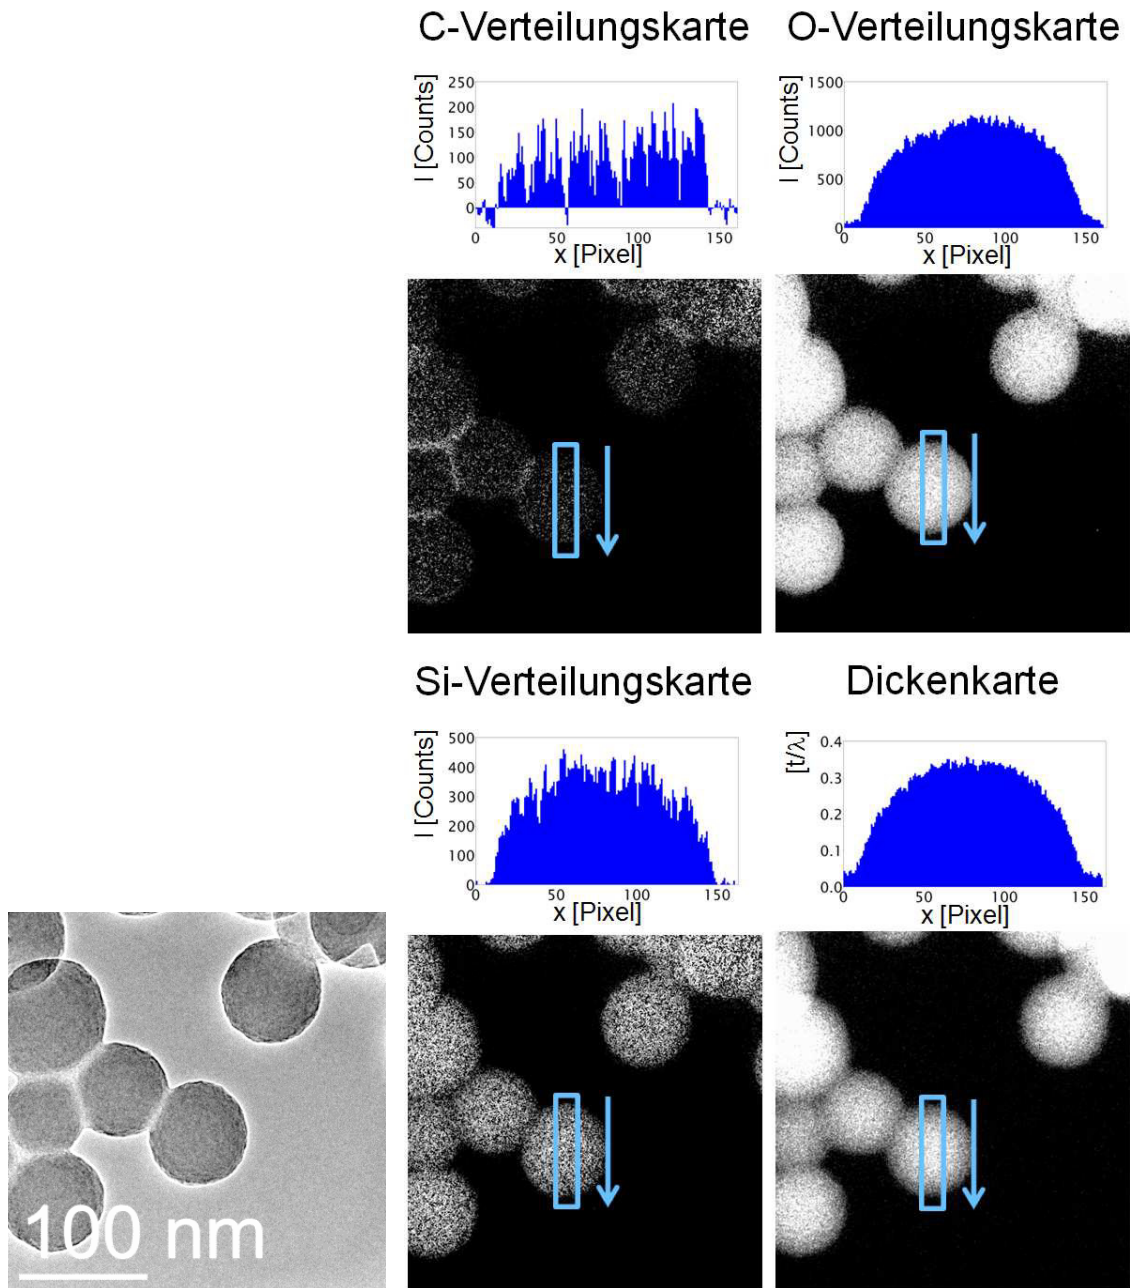 C-Verteilungskarte
O-Verteilungskarte
I [Counts]
250
200
150
100
50
0
0 50 100 150
x [Pixel]
I [Counts]
1500
1000
500
0
0 50 100 150
x [Pixel]
Si-Verteilungskarte
Dickenkarte
I [Counts]
500
400
300
200
100
0
0 50 100 150
x [Pixel]
[t/λ]
0.4
0.3
0.2
0.1
0.0
0 50 100 150
x [Pixel]
100 nm